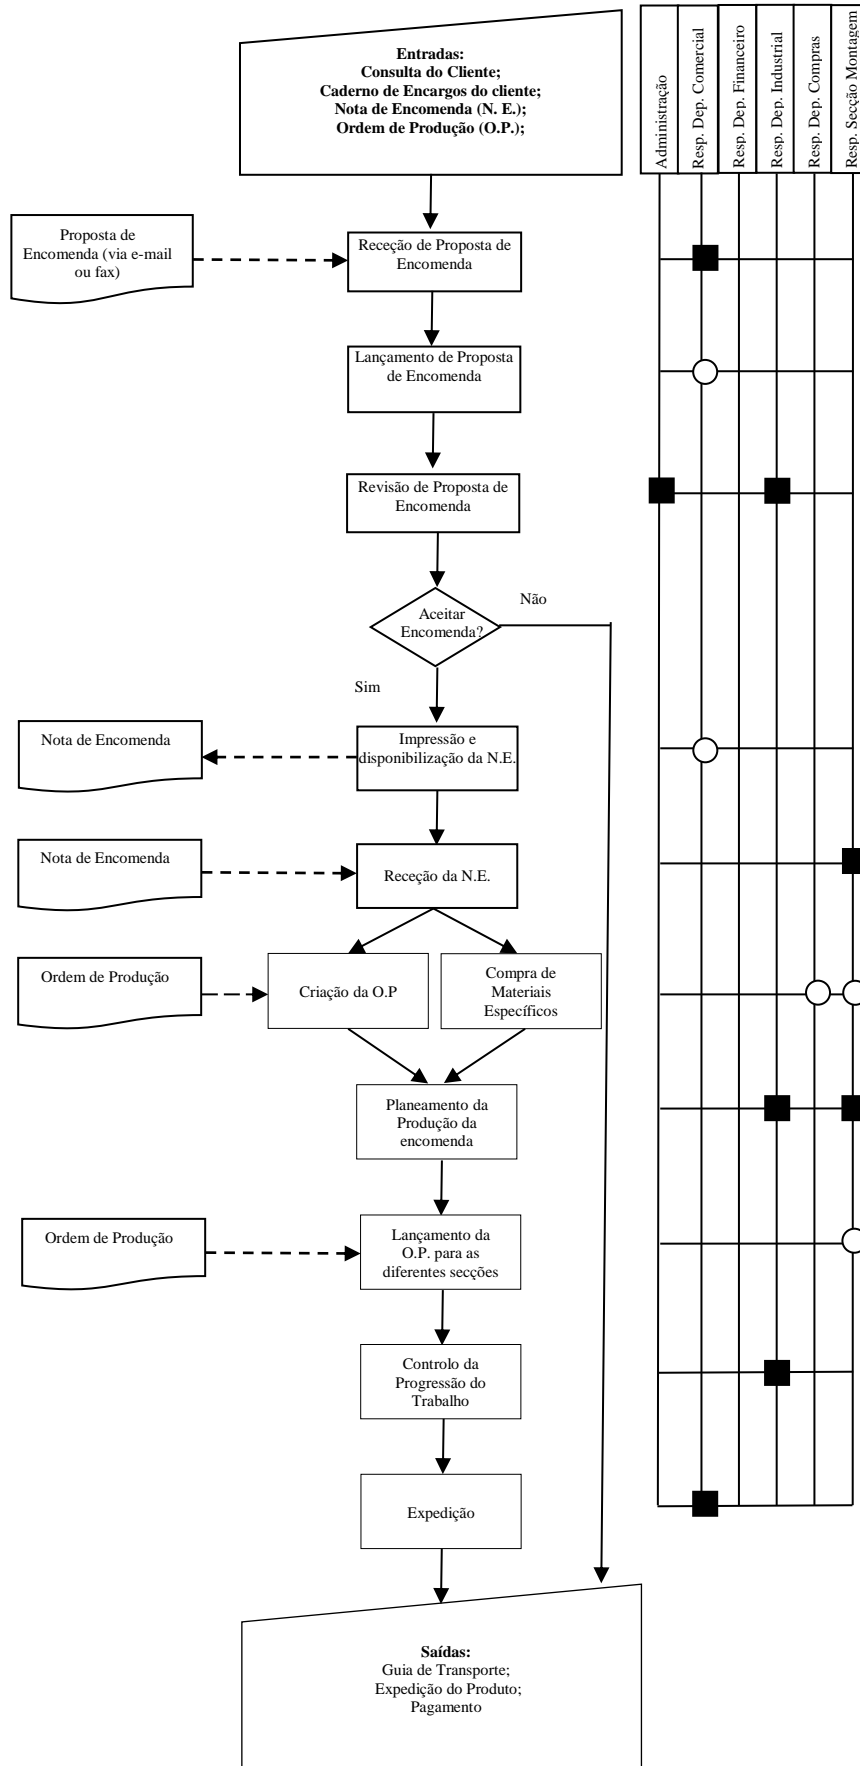 Entradas:
Consulta do Cliente;
Caderno de Encargos do cliente;
Nota de Encomenda (N. E.);
Ordem de Produção (O.P.);
Administração
Resp. Dep. Comercial
Resp. Dep. Financeiro
Resp. Dep. Industrial
Resp. Dep. Compras
Resp. Secção Montagem
Proposta de
Encomenda (via e-mail
ou fax)
Receção de Proposta de
Encomenda
Lançamento de Proposta
de Encomenda
Revisão de Proposta de
Encomenda
Aceitar
Encomenda?
Não
Sim
Nota de Encomenda
Impressão e
disponibilização da N.E.
Nota de Encomenda
Receção da N.E.
Ordem de Produção
Criação da O.P
Compra de
Materiais
Específicos
Planeamento da
Produção da
encomenda
Ordem de Produção
Lançamento da
O.P. para as
diferentes secções
Controlo da
Progressão do
Trabalho
Expedição
Saídas:
Guia de Transporte;
Expedição do Produto;
Pagamento